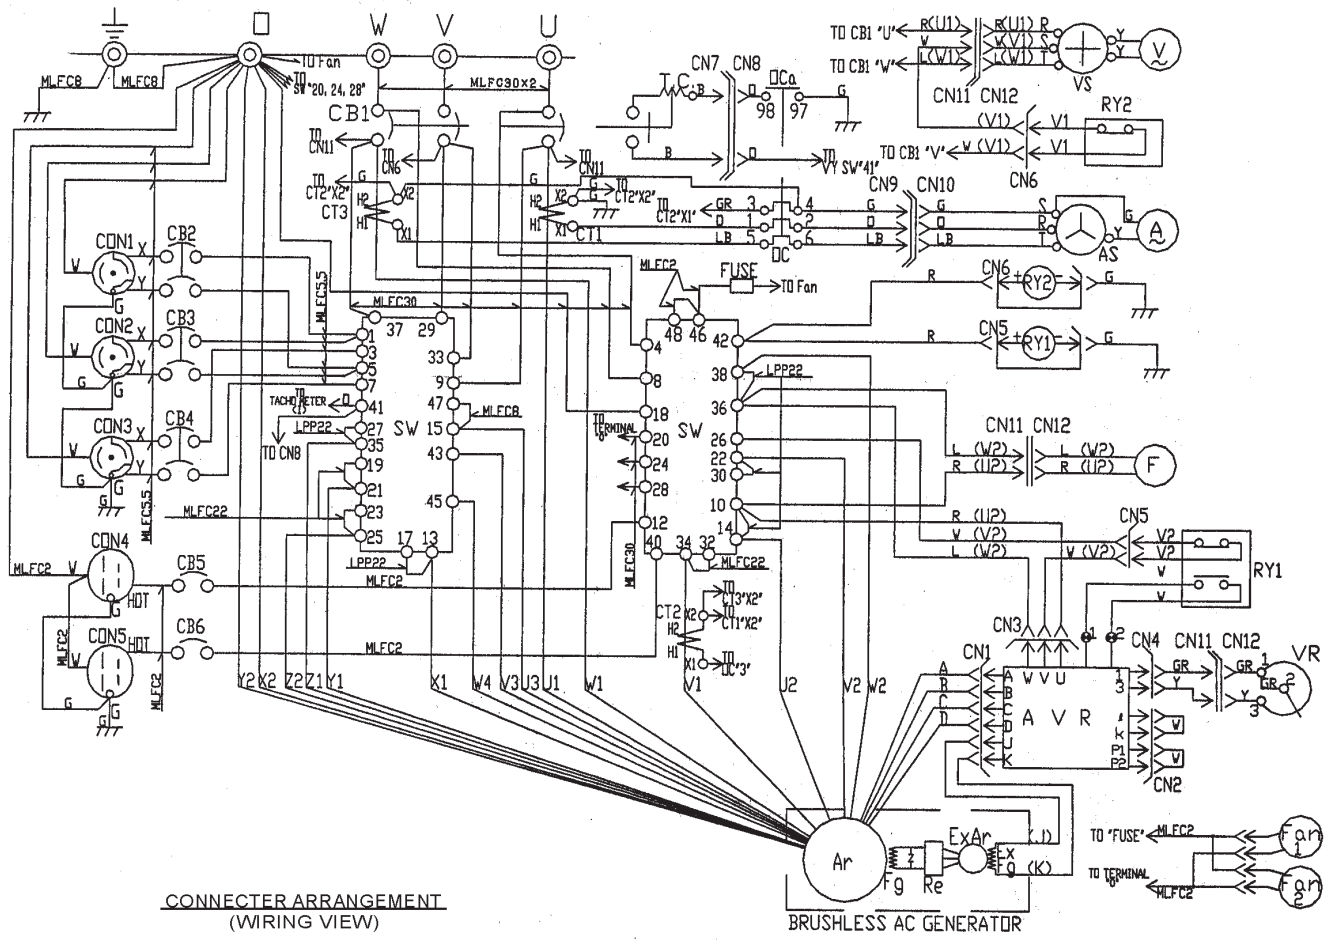 O W V U
TO Fan
MLFC8 MLFC8
TO SW "20, 24, 28"
MLFC30X2
CB1
TO CN11
TO CN6
TO CN11
TO CT2"X2"
G
CT3
H2 H1 X2 X1
G
H2 H1 X2 X1
G G
TO CT2"X2"
CT1
T C B
CN7 CN8
O
OCa
98 97
G
B O
TO VY SW"41"
TO CB1 "U"
R(U1) R(U1) R
W W(V1) S
TO CB1 "W"
L(W1) L(W1) T
VS
Y Y
V
CN11 CN12
RY2
(V1) V1
TO CB1 "V"
W (V1) V1
CN6
CN9 CN10
TO CT2"X1"
GR 3 4 G G S
O 1 2 O O R
LB 5 6 LB LB T
OC
AS
G Y
A
R CN6 + RY2 - G
R CN5 + RY1 - G
MLFC2
FUSE
TO Fan
CON1 X CB2
W Y G
CON2 X CB3
W Y G
CON3 X CB4
W Y G G
MLFC5.5
MLFC5.5
MLFC30
37 29
1
3
5
7
41
27
35
19
21
23
25
17 13
33
9
47
15
43
45
SW
TO TACHOMETER
O
LPP22
TO CN8
MLFC8
MLFC22
LPP22
48 46
4
8
18
20
24
28
12
40 34 32
42
38
36
26
22
30
10
14
SW
TO TERMINAL "O"
LPP22
MLFC22
MLFC30
CN11 CN12
L (W2) L (W2)
R (U2) R (U2)
F
R (U2)
W (V2)
L (W2)
CN5
V2
W (V2) V2
W
W
RY1
CON4
MLFC2 W HOT G
CB5
MLFC2
CON5
MLFC2 W HOT G G G
MLFC2
CB6
MLFC2
CT2 X2 H2 H1 X1
TO CT3"X2"
TO CT1"X2"
TO OC"3"
Y2 X2 Z2 Z1 Y1 X1 W4 V3 U3 U1 W1 V1 U2 V2 W2
CN3 1 2
CN1
A A
B B
C C
D D
U
K
W V U
A V R
1
3
k
P1
P2
CN4 CN11 CN12 VR
GR GR 1
GR 2
Y Y 3
W
W
CN2
Ar
Fg
Re
ExAr
Ex
Fg
(J)
(K)
BRUSHLESS AC GENERATOR
TO "FUSE" MLFC2
Fan 1
TO TERMINAL "O" MLFC2
Fan 2
CONNECTER ARRANGEMENT
(WIRING VIEW)